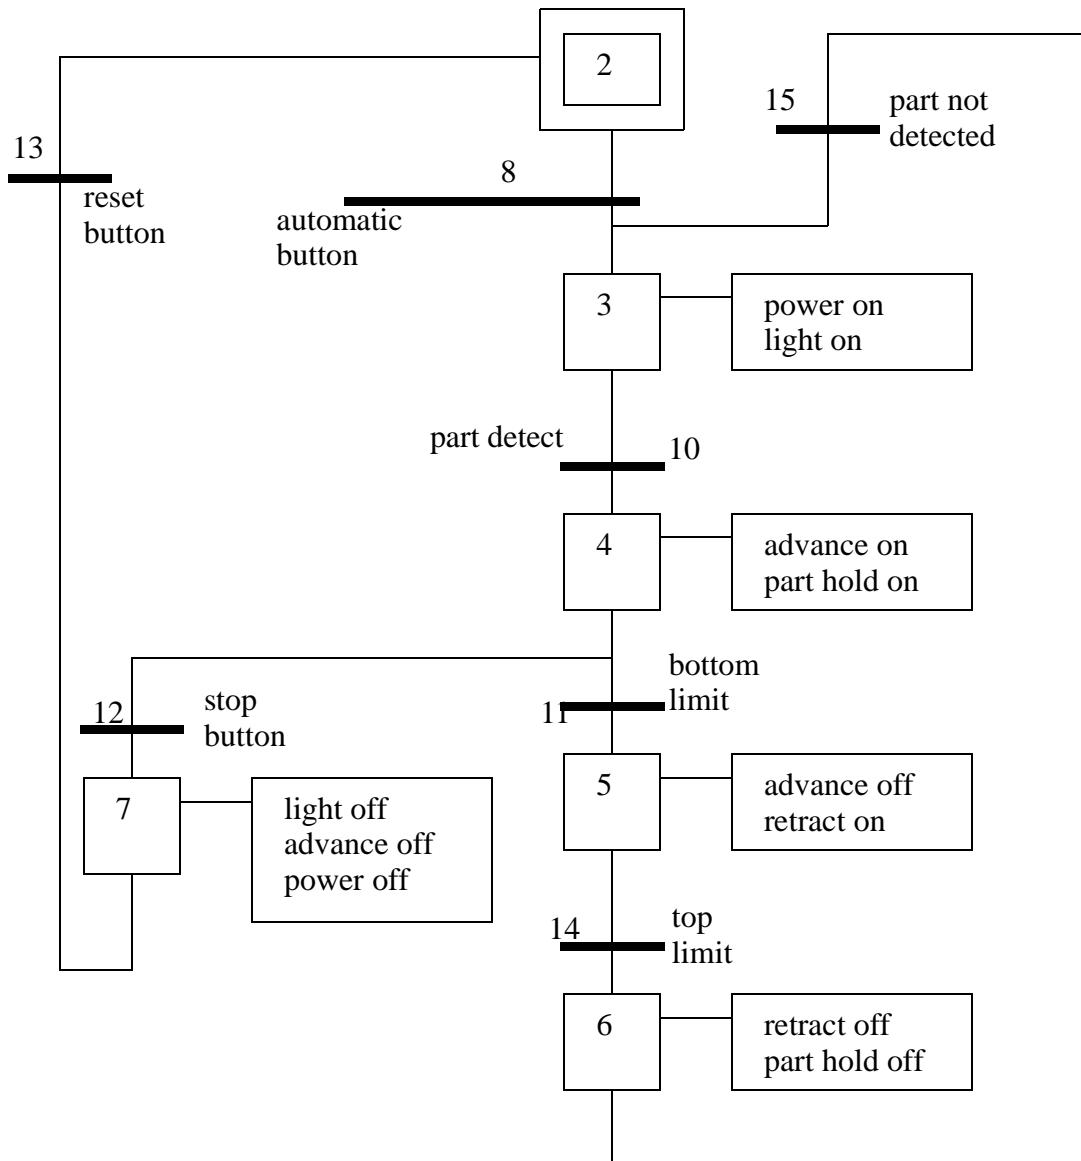 2
15
part not
detected
13
reset
button
8
automatic
button
3
power on
light on
part detect
10
4
advance on
part hold on
bottom
limit
12
stop
button
11
5
advance off
retract on
7
light off
advance off
power off
14
top
limit
6
retract off
part hold off